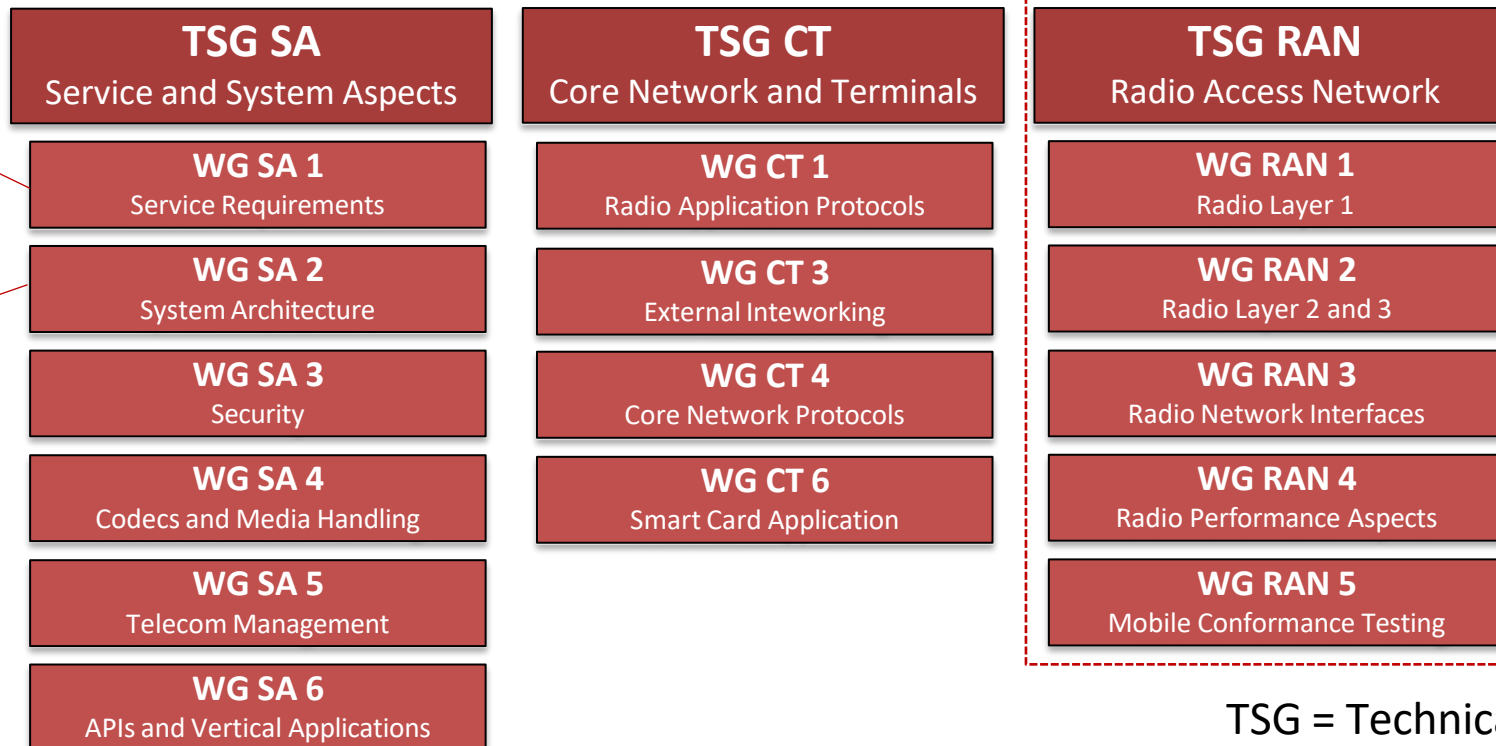 TSG SA
Service and System Aspects
WG SA 1
Service Requirements
WG SA 2
System Architecture
WG SA 3
Security
WG SA 4
Codecs and Media Handling
WG SA 5
Telecom Management
WG SA 6
APIs and Vertical Applications
TSG CT
Core Network and Terminals
WG CT 1
Radio Application Protocols
WG CT 3
External Inteworking
WG CT 4
Core Network Protocols
WG CT 6
Smart Card Application
TSG RAN
Radio Access Network
WG RAN 1
Radio Layer 1
WG RAN 2
Radio Layer 2 and 3
WG RAN 3
Radio Network Interfaces
WG RAN 4
Radio Performance Aspects
WG RAN 5
Mobile Conformance Testing
TSG = Technica